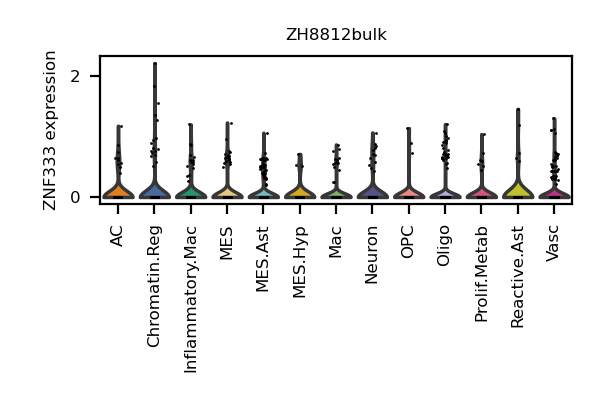 ZH8812bulk
ZNF333 expression
2
0
AC
Chromatin.Reg
Inflammatory.Mac
MES
MES.Ast
MES.Hyp
Mac
Neuron
OPC
Oligo
Prolif.Metab
Reactive.Ast
Vasc